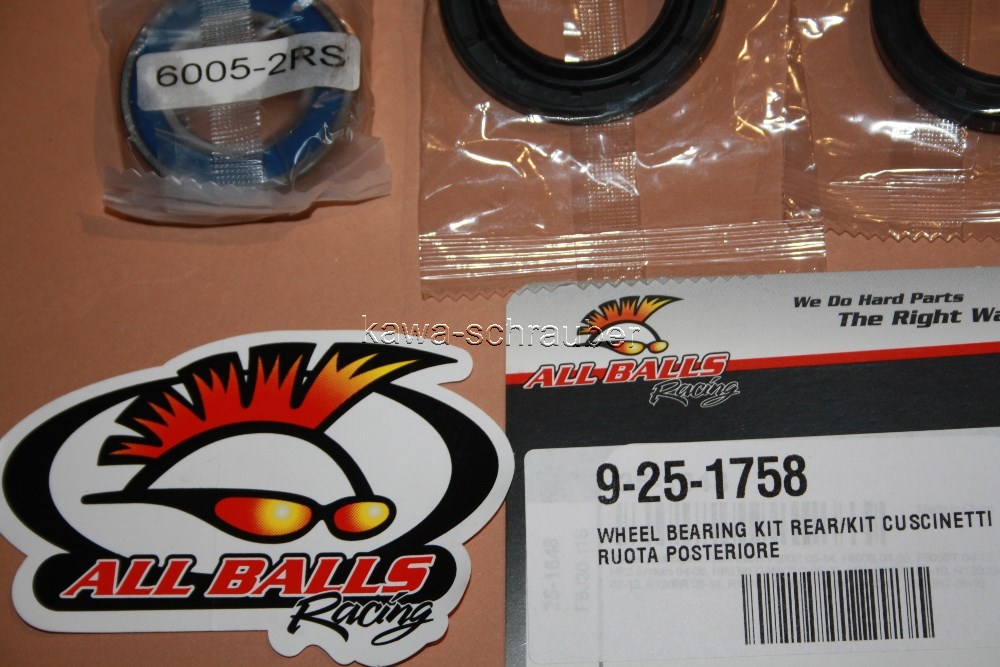 6005-2RS
kawa-schrauber
We Do Hard Parts
The Right Wa
ALL BALLS
Racing
9-25-1758
WHEEL BEARING KIT REAR/KIT CUSCINETTI
RUOTA POSTERIORE
ALL BALLS
Racing